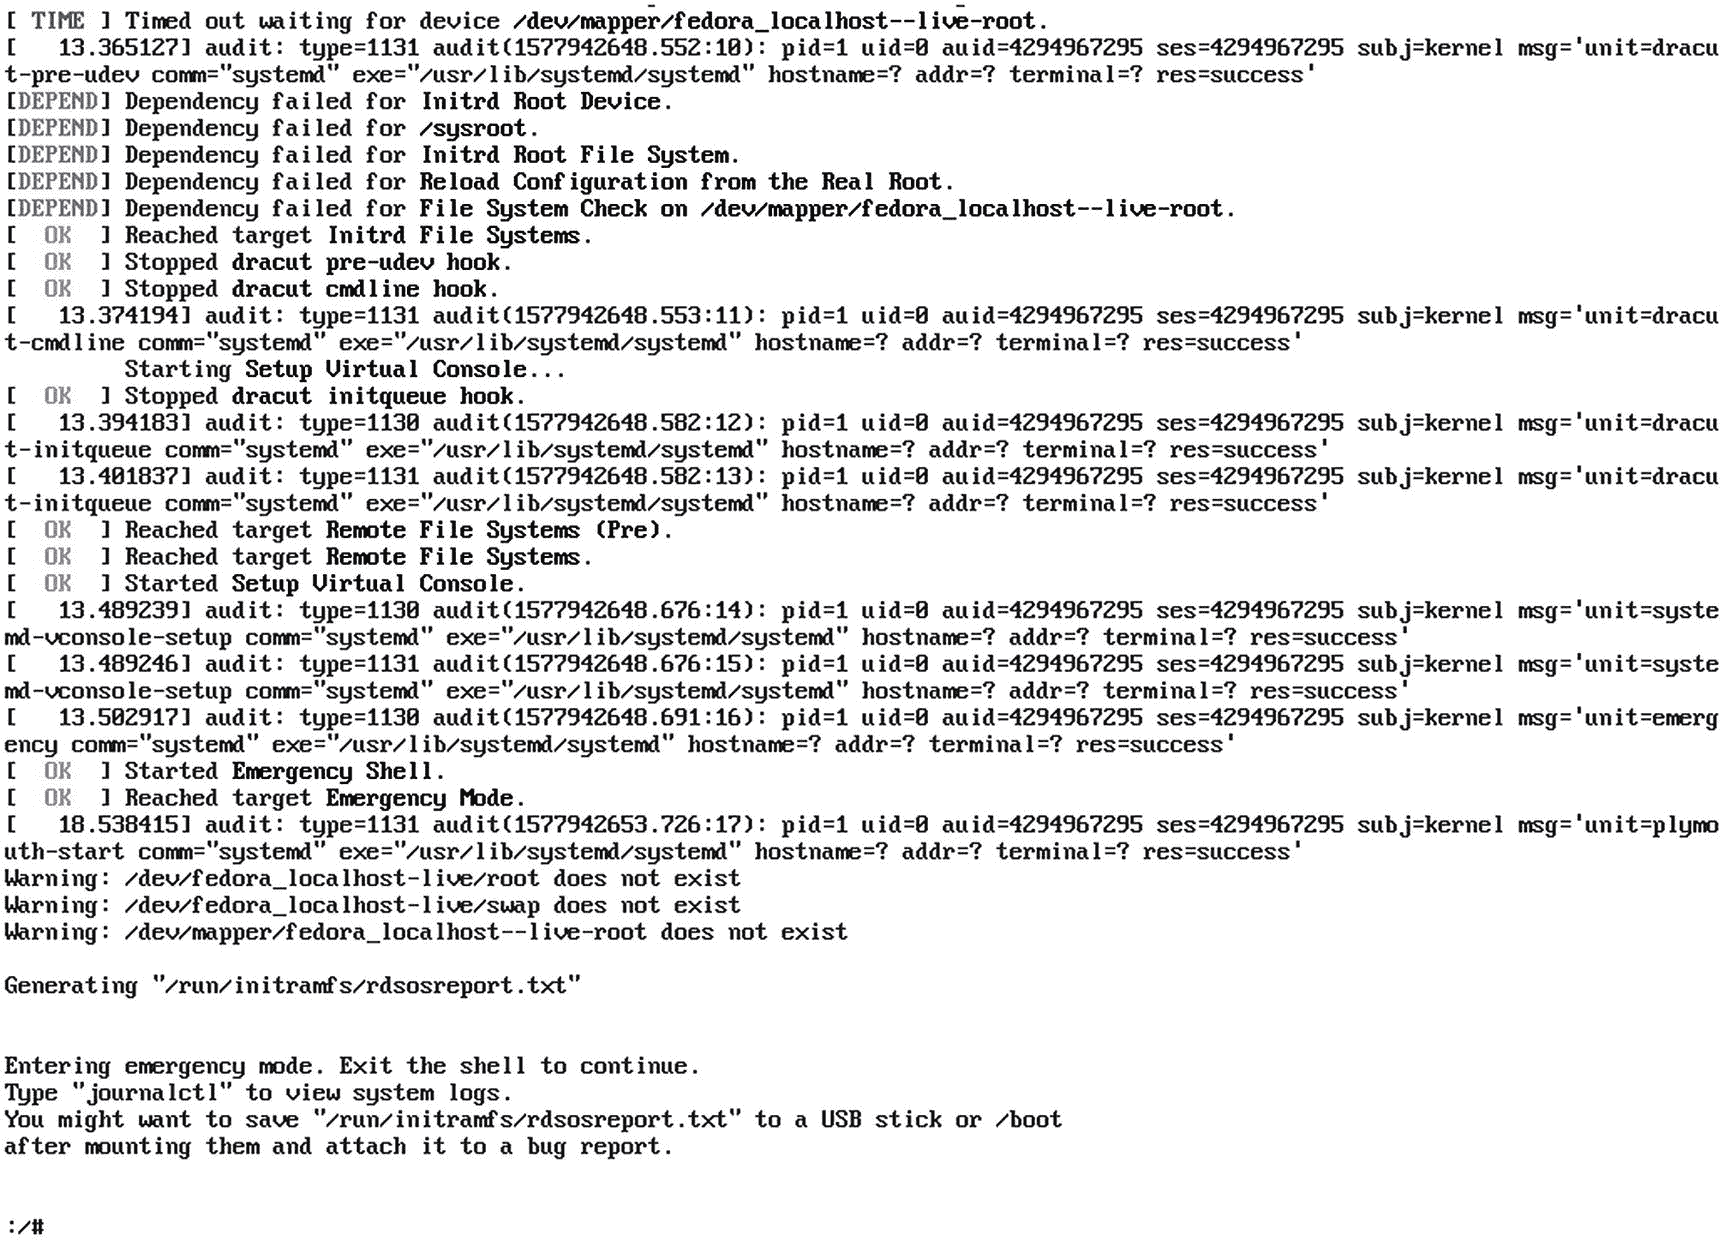 [ TIME ] Timed out waiting for device /dev/mapper/fedora_localhost--live-root.
[   13.365127] audit: type=1131 audit(1577942648.552:10): pid=1 uid=0 auid=4294967295 ses=4294967295 subj=kernel msg='unit=dracu
t-pre-udev comm="systemd" exe="/usr/lib/systemd/systemd" hostname=? addr=? terminal=? res=success'
[DEPEND] Dependency failed for Initrd Root Device.
[DEPEND] Dependency failed for /sysroot.
[DEPEND] Dependency failed for Initrd Root File System.
[DEPEND] Dependency failed for Reload Configuration from the Real Root.
[DEPEND] Dependency failed for File System Check on /dev/mapper/fedora_localhost--live-root.
[  OK  ] Reached target Initrd File Systems.
[  OK  ] Stopped dracut pre-udev hook.
[  OK  ] Stopped dracut cmdline hook.
[   13.374194] audit: type=1131 audit(1577942648.553:11): pid=1 uid=0 auid=4294967295 ses=4294967295 subj=kernel msg='unit=dracu
t-cmdline comm="systemd" exe="/usr/lib/systemd/systemd" hostname=? addr=? terminal=? res=success'
         Starting Setup Virtual Console...
[  OK  ] Stopped dracut initqueue hook.
[   13.394183] audit: type=1130 audit(1577942648.582:12): pid=1 uid=0 auid=4294967295 ses=4294967295 subj=kernel msg='unit=dracu
t-initqueue comm="systemd" exe="/usr/lib/systemd/systemd" hostname=? addr=? terminal=? res=success'
[   13.401837] audit: type=1131 audit(1577942648.582:13): pid=1 uid=0 auid=4294967295 ses=4294967295 subj=kernel msg='unit=dracu
t-initqueue comm="systemd" exe="/usr/lib/systemd/systemd" hostname=? addr=? terminal=? res=success'
[  OK  ] Reached target Remote File Systems (Pre).
[  OK  ] Reached target Remote File Systems.
[  OK  ] Started Setup Virtual Console.
[   13.489239] audit: type=1130 audit(1577942648.676:14): pid=1 uid=0 auid=4294967295 ses=4294967295 subj=kernel msg='unit=syste
md-vconsole-setup comm="systemd" exe="/usr/lib/systemd/systemd" hostname=? addr=? terminal=? res=success'
[   13.489246] audit: type=1131 audit(1577942648.676:15): pid=1 uid=0 auid=4294967295 ses=4294967295 subj=kernel msg='unit=syste
md-vconsole-setup comm="systemd" exe="/usr/lib/systemd/systemd" hostname=? addr=? terminal=? res=success'
[   13.502917] audit: type=1130 audit(1577942648.691:16): pid=1 uid=0 auid=4294967295 ses=4294967295 subj=kernel msg='unit=emerg
ency comm="systemd" exe="/usr/lib/systemd/systemd" hostname=? addr=? terminal=? res=success'
[  OK  ] Started Emergency Shell.
[  OK  ] Reached target Emergency Mode.
[   18.538415] audit: type=1131 audit(1577942653.726:17): pid=1 uid=0 auid=4294967295 ses=4294967295 subj=kernel msg='unit=plymo
uth-start comm="systemd" exe="/usr/lib/systemd/systemd" hostname=? addr=? terminal=? res=success'
Warning: /dev/fedora_localhost-live/root does not exist
Warning: /dev/fedora_localhost-live/swap does not exist
Warning: /dev/mapper/fedora_localhost--live-root does not exist
Generating "/run/initramfs/rdsosreport.txt"
Entering emergency mode. Exit the shell to continue.
Type "journalctl" to view system logs.
You might want to save "/run/initramfs/rdsosreport.txt" to a USB stick or /boot
after mounting them and attach it to a bug report.
:/#